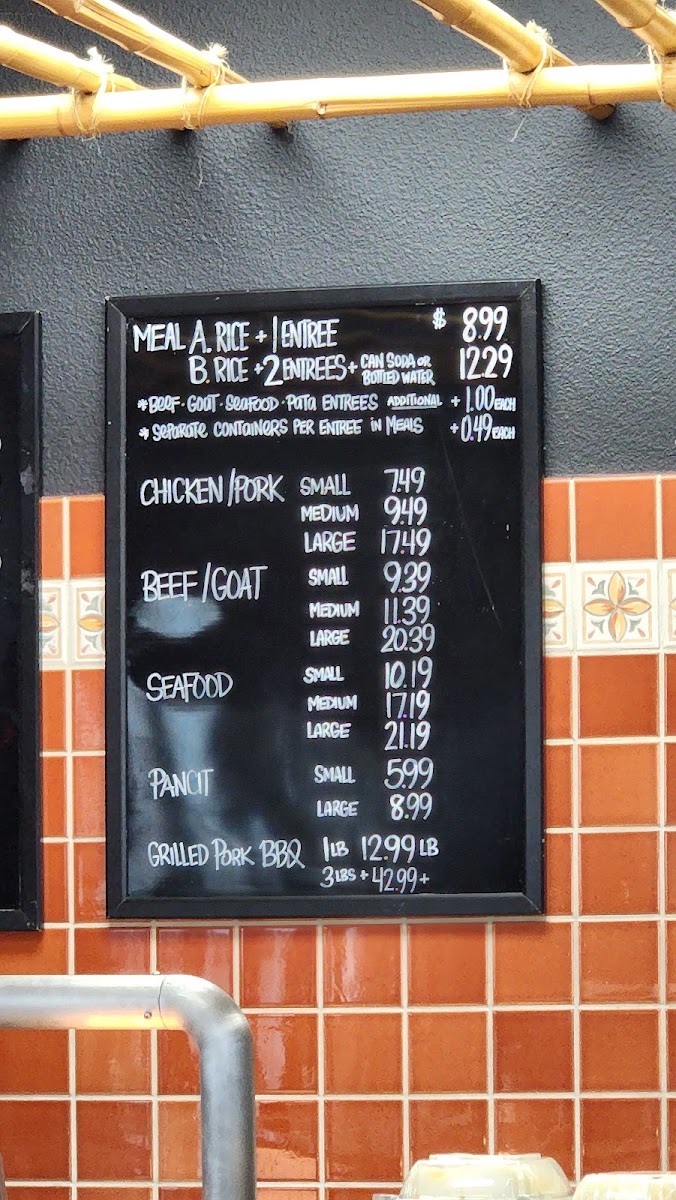 MEAL A. RICE + 1 ENTREE $ 8.99
B. RICE + 2 ENTREES + CAN SODA OR BOTTLED WATER 12.29
*BEEF · GOAT · SEAFOOD · PATA ENTREES ADDITIONAL + 1.00 EACH
* SEPARATE CONTAINERS PER ENTREE IN MEALS + 0.49 EACH
CHICKEN/PORK SMALL 7.49
MEDIUM 9.49
LARGE 17.49
BEEF/GOAT SMALL 9.39
MEDIUM 11.39
LARGE 20.39
SEAFOOD SMALL 10.19
MEDIUM 17.19
LARGE 21.19
PANCIT SMALL 5.99
LARGE 8.99
GRILLED PORK BBQ 1LB 12.99 LB
3LBS + 42.99+